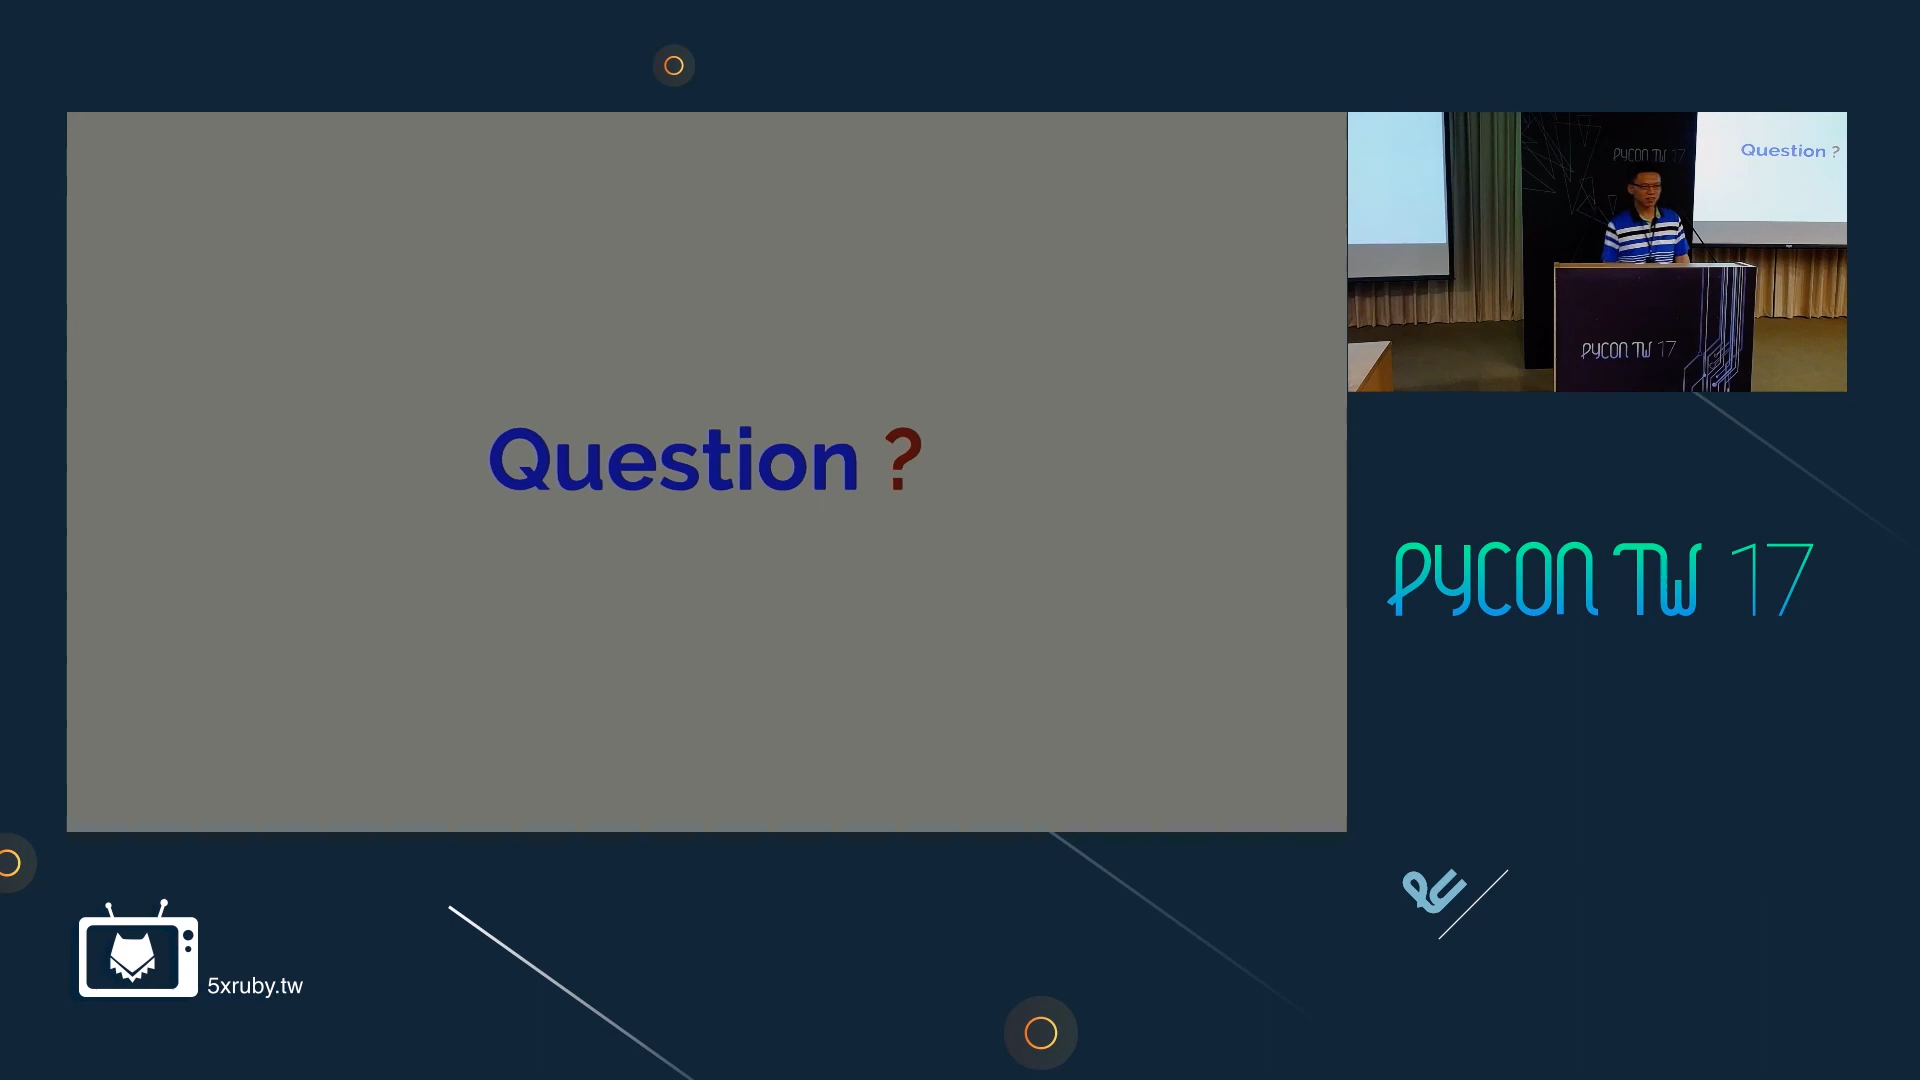 Question ?
PYCON TW 17
Question ?
PYCON TW 17
PYCON TW 17
5xruby.tw